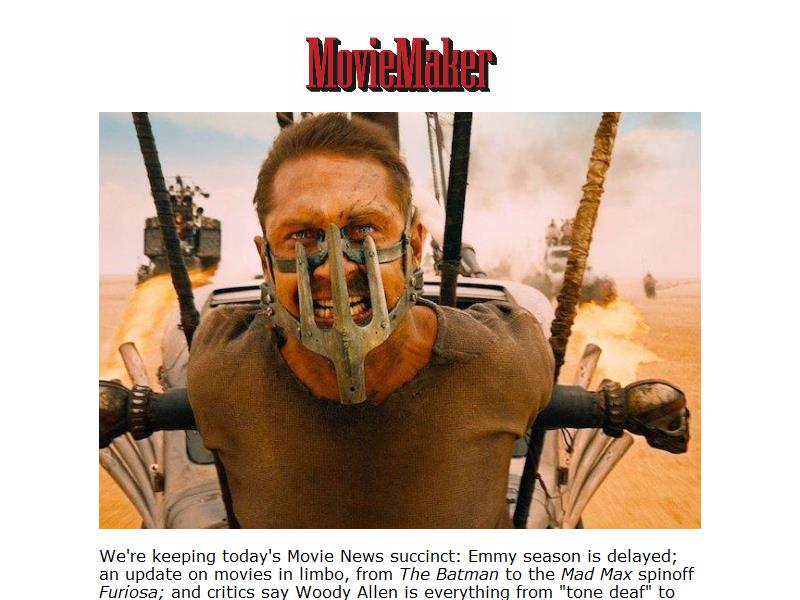 MovieMaker
We're keeping today's Movie News succinct: Emmy season is delayed;
an update on movies in limbo, from The Batman to the Mad Max spinoff
Furiosa; and critics say Woody Allen is everything from "tone deaf" to